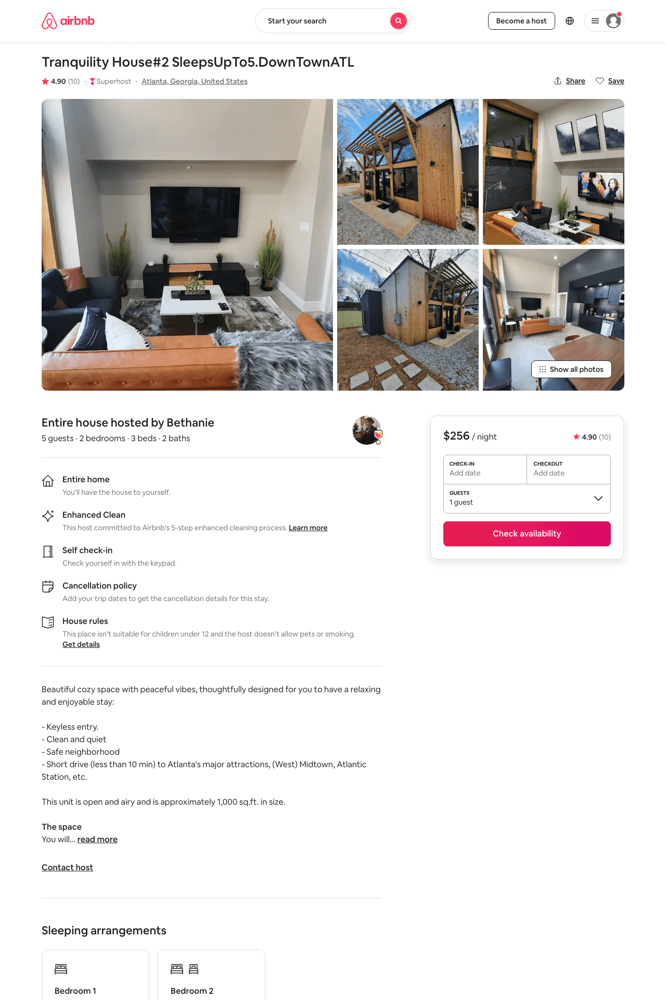 airbnb
Start your search
Become a host
Tranquility House#2 SleepsUpTo5.DownTownATL
4.90 (10) · Superhost · Atlanta, Georgia, United States
Share
Save
Show all photos
Entire house hosted by Bethanie
5 guests · 2 bedrooms · 3 beds · 2 baths
Entire home
You’ll have the house to yourself.
Enhanced Clean
This host committed to Airbnb's 5-step enhanced cleaning process. Learn more
Self check-in
Check yourself in with the keypad.
Cancellation policy
Add your trip dates to get the cancellation details for this stay.
House rules
This place isn’t suitable for children under 12 and the host doesn’t allow pets or smoking.
Get details
$256 / night
4.90 (10)
CHECK-IN
Add date
CHECKOUT
Add date
GUESTS
1 guest
Check availability
Beautiful cozy space with peaceful vibes, thoughtfully designed for you to have a relaxing
and enjoyable stay:
- Keyless entry.
- Clean and quiet
- Safe neighborhood
- Short drive (less than 10 min) to Atlanta's major attractions, (West) Midtown, Atlantic
Station, etc.
This unit is open and airy and is approximately 1,000 sq.ft. in size.
The space
You will... read more
Contact host
Sleeping arrangements
Bedroom 1
Bedroom 2